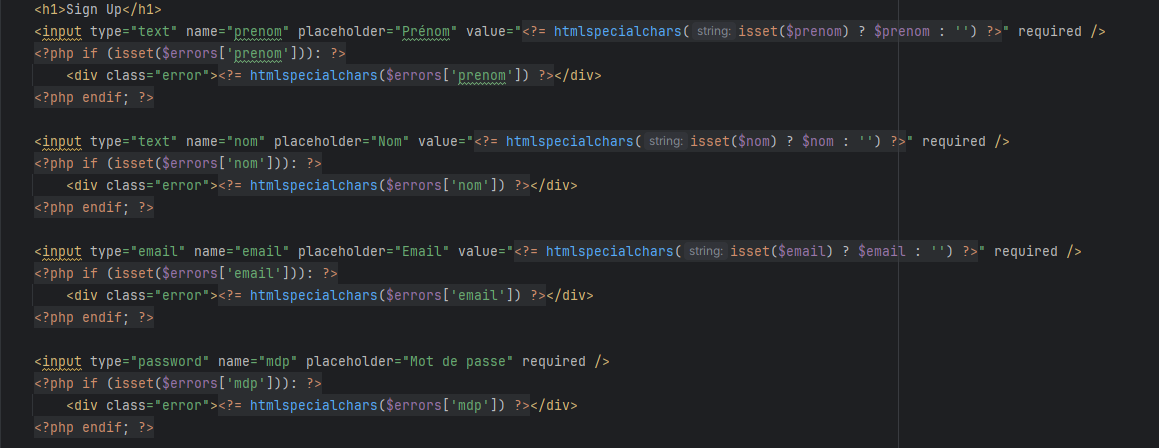 <h1>Sign Up</h1>
<input type="text" name="prenom" placeholder="Prénom" value="<?= htmlspecialchars( string: isset($prenom) ? $prenom : '') ?>" required />
<?php if (isset($errors['prenom'])): ?>
<div class="error"><?= htmlspecialchars($errors['prenom']) ?></div>
<?php endif; ?>
<input type="text" name="nom" placeholder="Nom" value="<?= htmlspecialchars( string: isset($nom) ? $nom : '') ?>" required />
<?php if (isset($errors['nom'])): ?>
<div class="error"><?= htmlspecialchars($errors['nom']) ?></div>
<?php endif; ?>
<input type="email" name="email" placeholder="Email" value="<?= htmlspecialchars( string: isset($email) ? $email : '') ?>" required />
<?php if (isset($errors['email'])): ?>
<div class="error"><?= htmlspecialchars($errors['email']) ?></div>
<?php endif; ?>
<input type="password" name="mdp" placeholder="Mot de passe" required />
<?php if (isset($errors['mdp'])): ?>
<div class="error"><?= htmlspecialchars($errors['mdp']) ?></div>
<?php endif; ?>